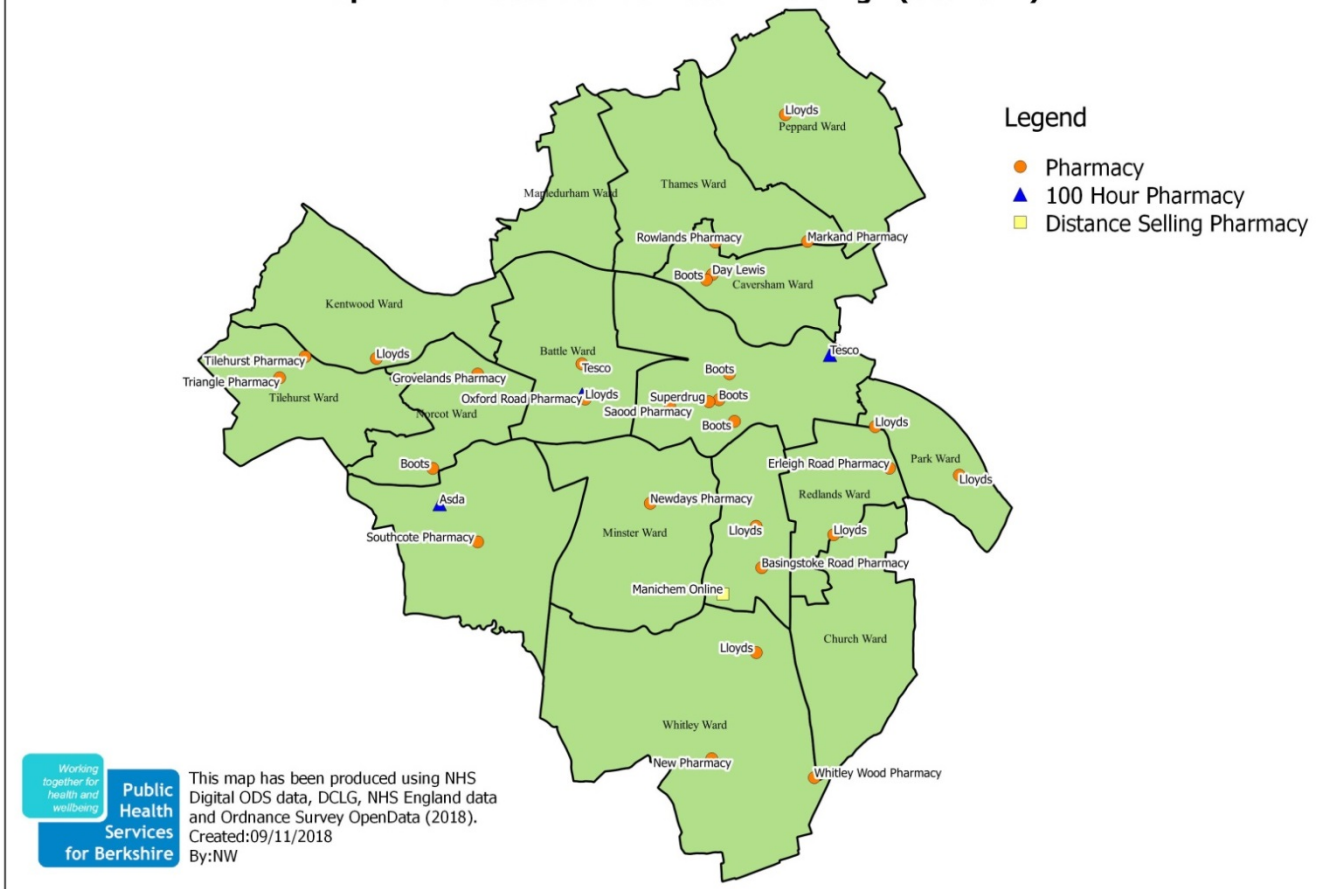 Legend
Pharmacy
100 Hour Pharmacy
Distance Selling Pharmacy
Lloyds
Peppard Ward
Mapledurham Ward
Thames Ward
Rowlands Pharmacy
Markand Pharmacy
Boots
Day Lewis
Caversham Ward
Kentwood Ward
Tilehurst Pharmacy
Lloyds
Triangle Pharmacy
Grovelands Pharmacy
Tilehurst Ward
Norcot Ward
Battle Ward
Tesco
Oxford Road Pharmacy
Lloyds
Boots
Superdrug
Boots
Saood Pharmacy
Boots
Tesco
Lloyds
Erleigh Road Pharmacy
Park Ward
Lloyds
Redlands Ward
Boots
Asda
Southcote Pharmacy
Newdays Pharmacy
Minster Ward
Lloyds
Lloyds
Basingstoke Road Pharmacy
Manichem Online
Church Ward
Lloyds
Whitley Ward
New Pharmacy
Whitley Wood Pharmacy
Working
together for
health and
wellbeing
Public
Health
Services
for Berkshire
This map has been produced using NHS
Digital ODS data, DCLG, NHS England data
and Ordnance Survey OpenData (2018).
Created:09/11/2018
By:NW